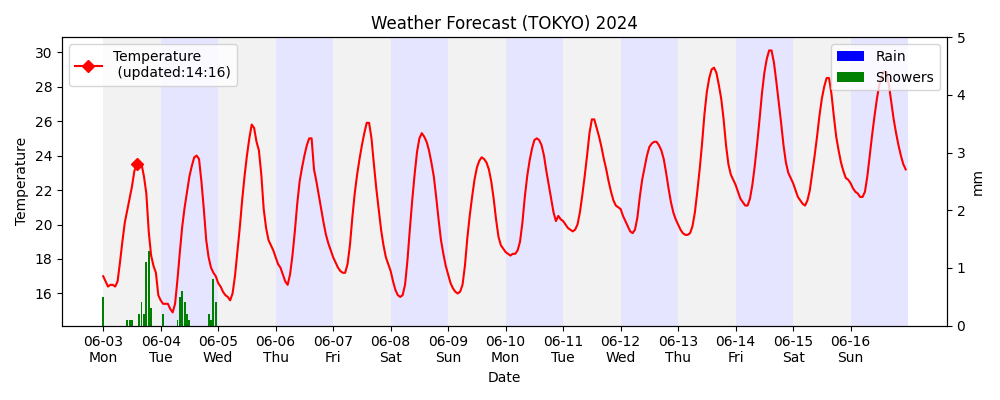 Weather Forecast (TOKYO) 2024
Temperature
(updated:14:16)
Rain
Showers
30
28
26
24
22
20
18
16
Temperature
5
4
3
2
1
0
mm
06-03 06-04 06-05 06-06 06-07 06-08 06-09 06-10 06-11 06-12 06-13 06-14 06-15 06-16
Mon Tue Wed Thu Fri Sat Sun Mon Tue Wed Thu Fri Sat Sun
Date